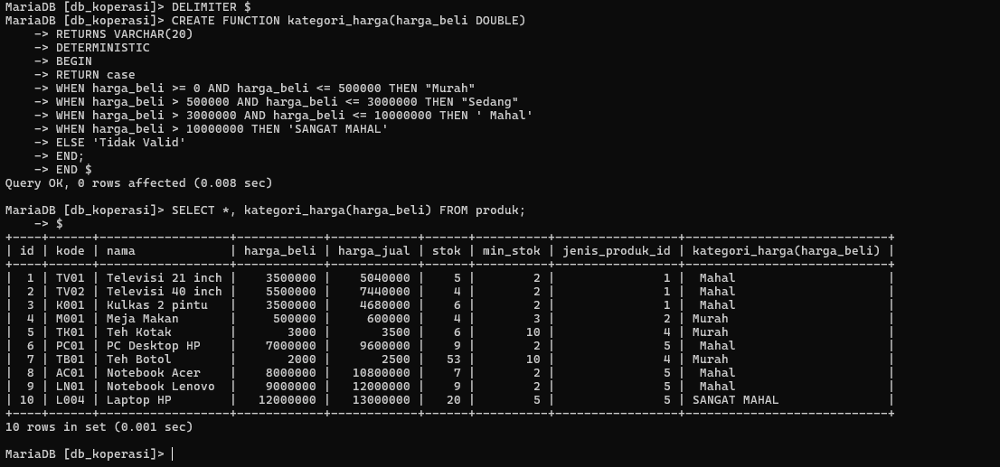 MariaDB [db_koperasi]> DELIMITER $
MariaDB [db_koperasi]> CREATE FUNCTION kategori_harga(harga_beli DOUBLE)
    -> RETURNS VARCHAR(20)
    -> DETERMINISTIC
    -> BEGIN
    -> RETURN case
    -> WHEN harga_beli >= 0 AND harga_beli <= 500000 THEN "Murah"
    -> WHEN harga_beli > 500000 AND harga_beli <= 3000000 THEN "Sedang"
    -> WHEN harga_beli > 3000000 AND harga_beli <= 10000000 THEN ' Mahal'
    -> WHEN harga_beli > 10000000 THEN 'SANGAT MAHAL'
    -> ELSE 'Tidak Valid'
    -> END;
    -> END $
Query OK, 0 rows affected (0.008 sec)

MariaDB [db_koperasi]> SELECT *, kategori_harga(harga_beli) FROM produk;
    -> $
+----+------+------------------+------------+------------+------+----------+-----------------+----------------------------+
| id | kode | nama             | harga_beli | harga_jual | stok | min_stok | jenis_produk_id | kategori_harga(harga_beli) |
+----+------+------------------+------------+------------+------+----------+-----------------+----------------------------+
|  1 | TV01 | Televisi 21 inch |    3500000 |    5040000 |    5 |        2 |               1 |  Mahal                     |
|  2 | TV02 | Televisi 40 inch |    5500000 |    7440000 |    4 |        2 |               1 |  Mahal                     |
|  3 | K001 | Kulkas 2 pintu   |    3500000 |    4680000 |    6 |        2 |               1 |  Mahal                     |
|  4 | M001 | Meja Makan       |     500000 |     600000 |    4 |        3 |               2 | Murah                      |
|  5 | TK01 | Teh Kotak        |       3000 |       3500 |    6 |       10 |               4 | Murah                      |
|  6 | PC01 | PC Desktop HP    |    7000000 |    9600000 |    9 |        2 |               5 |  Mahal                     |
|  7 | TB01 | Teh Botol        |       2000 |       2500 |   53 |       10 |               4 | Murah                      |
|  8 | AC01 | Notebook Acer    |    8000000 |   10800000 |    7 |        2 |               5 |  Mahal                     |
|  9 | LN01 | Notebook Lenovo  |    9000000 |   12000000 |    9 |        2 |               5 |  Mahal                     |
| 10 | L004 | Laptop HP        |   12000000 |   13000000 |   20 |        5 |               5 | SANGAT MAHAL               |
+----+------+------------------+------------+------------+------+----------+-----------------+----------------------------+
10 rows in set (0.001 sec)

MariaDB [db_koperasi]>